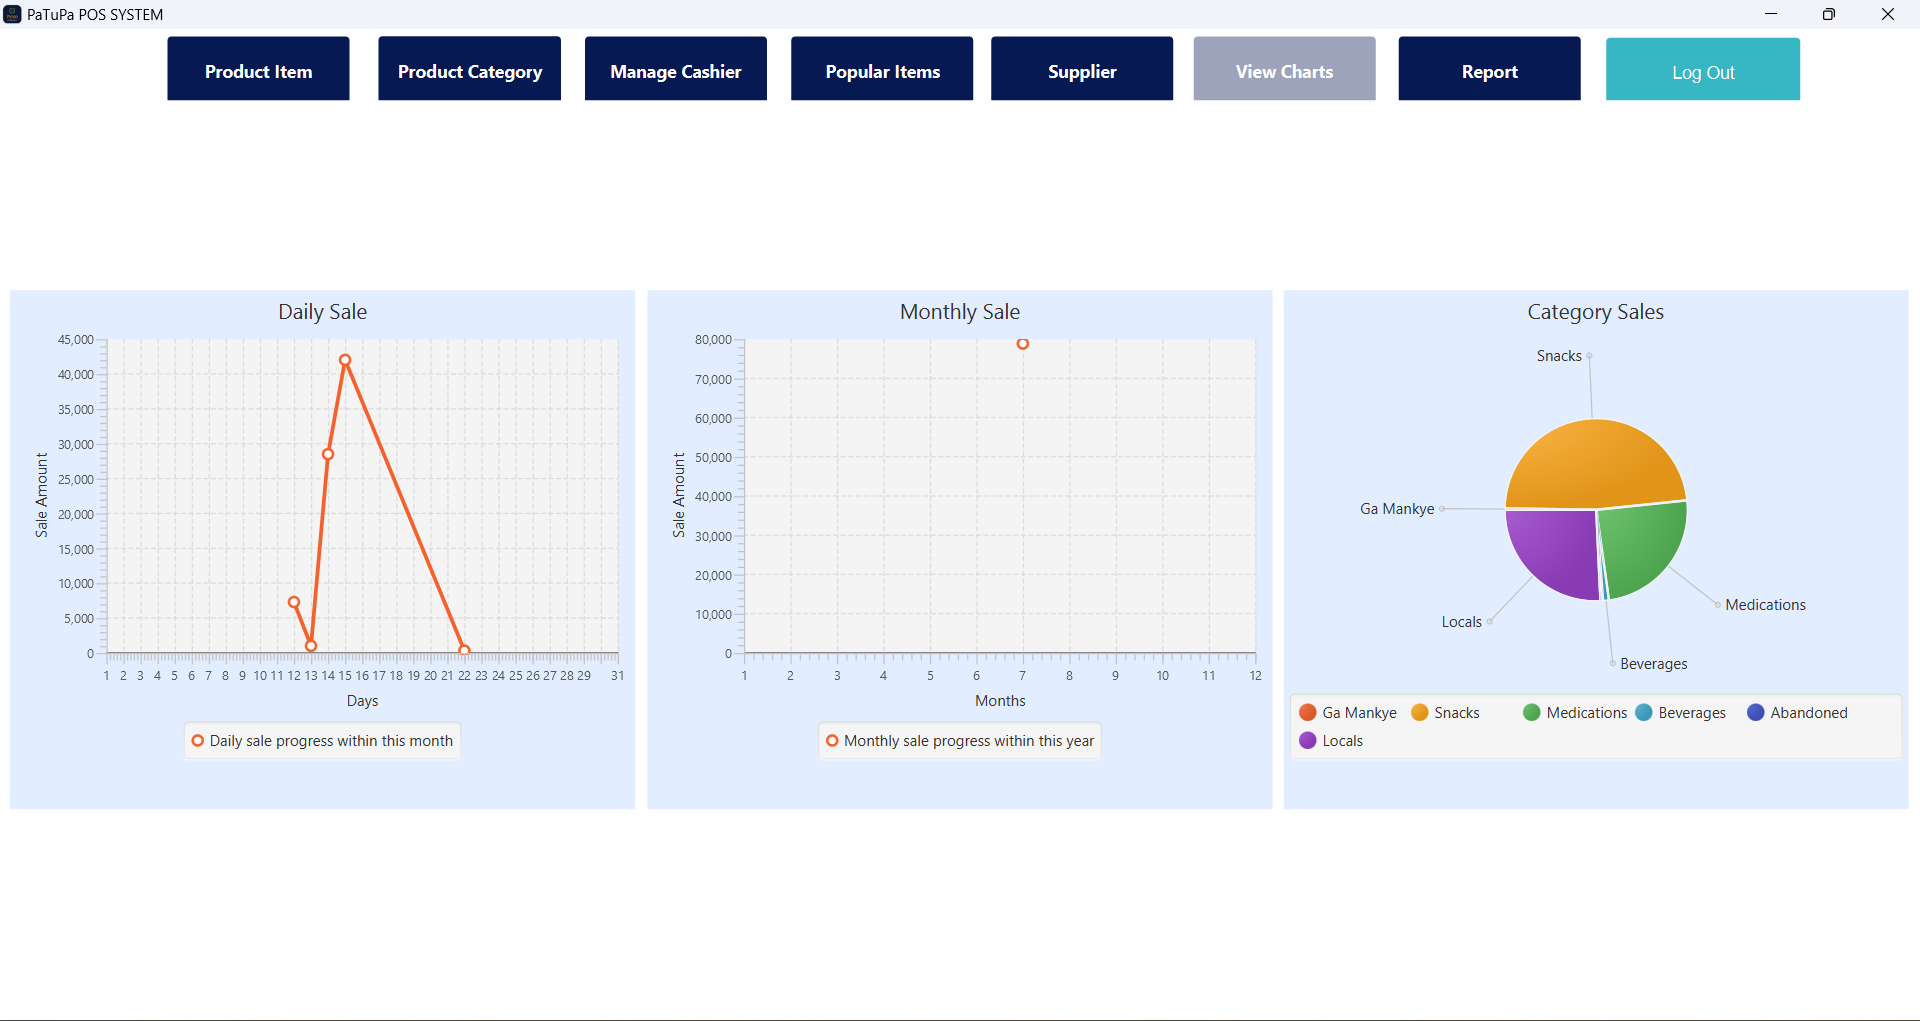 PaTuPa POS SYSTEM
Product Item Product Category Manage Cashier Popular Items Supplier View Charts Report Log Out
Daily Sale
45,000
40,000
35,000
30,000
25,000
20,000
15,000
10,000
5,000
0
Sale Amount
1 2 3 4 5 6 7 8 9 10 11 12 13 14 15 16 17 18 19 20 21 22 23 24 25 26 27 28 29 31
Days
Daily sale progress within this month
Monthly Sale
80,000
70,000
60,000
50,000
40,000
30,000
20,000
10,000
0
Sale Amount
1 2 3 4 5 6 7 8 9 10 11 12
Months
Monthly sale progress within this year
Category Sales
Snacks
Ga Mankye
Medications
Locals
Beverages
Ga Mankye Snacks Medications Beverages Abandoned
Locals